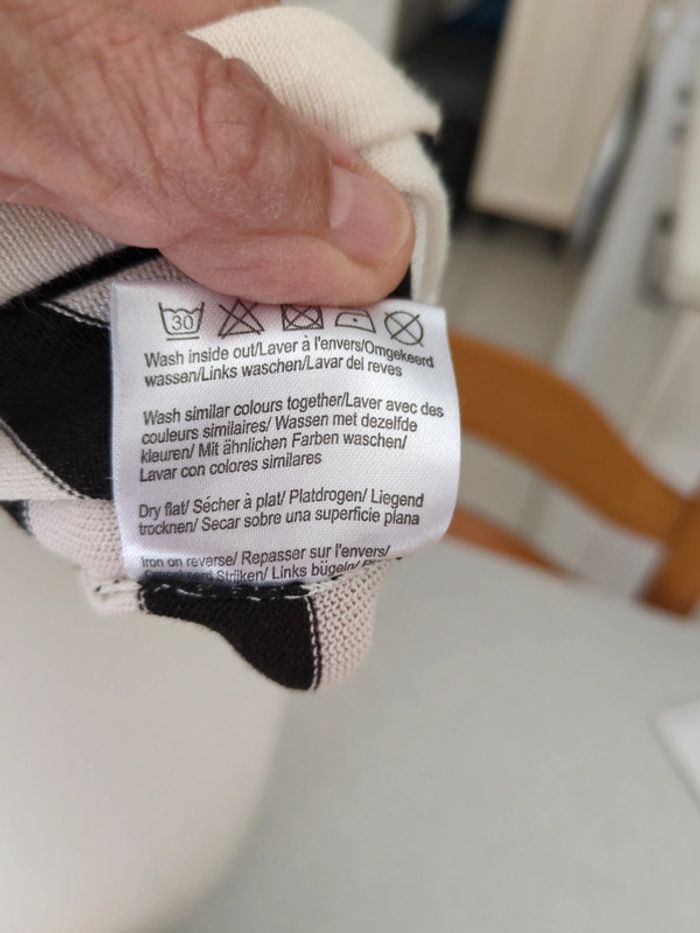 30
Wash inside out/Laver à l'envers/Omgekeerd
wassen/Links waschen/Lavar del reves
Wash similar colours together/Laver avec des
couleurs similaires/ Wassen met dezelfde
kleuren/ Mit ähnlichen Farben waschen/
Lavar con colores similares
Dry flat/ Sécher à plat/ Platdrogen/ Liegend
trocknen/ Secar sobre una superficie plana
Iron on reverse/ Repasser sur l'envers/
Strijken/ Links bügeln/